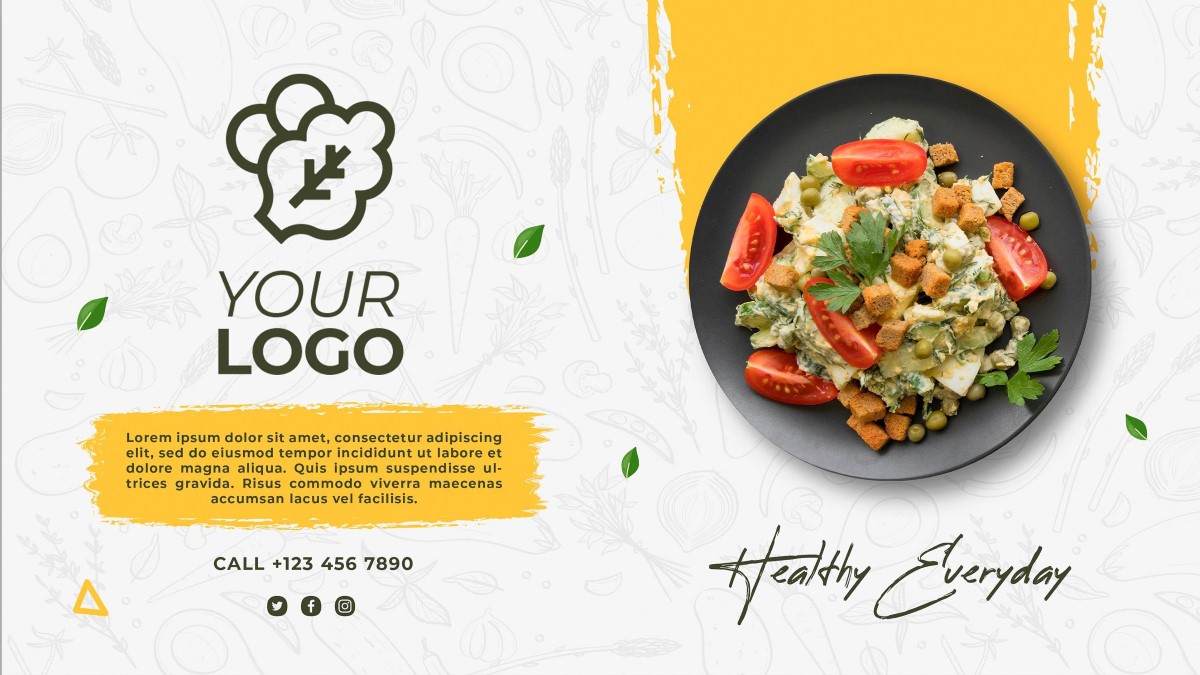 YOUR
LOGO
Lorem ipsum dolor sit amet, consectetur adipiscing
elit, sed do eiusmod tempor incididunt ut labore et
dolore magna aliqua. Quis ipsum suspendisse ul-
trices gravida. Risus commodo viverra maecenas
accumsan lacus vel facilisis.
CALL +123 456 7890
Healthy Everyday